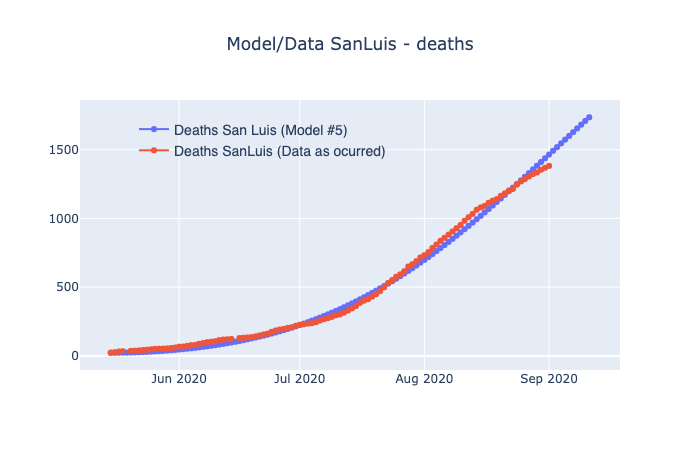 Model/Data SanLuis - deaths
Deaths San Luis (Model #5)
Deaths SanLuis (Data as ocurred)
1500
1000
500
0
Jun 2020
Jul 2020
Aug 2020
Sep 2020